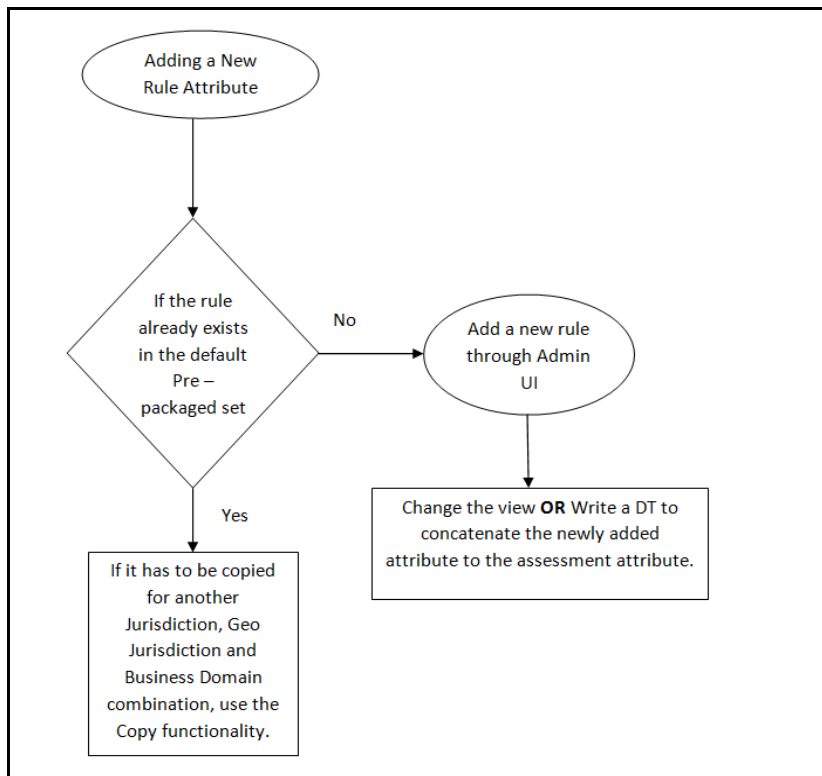 Adding a New
Rule Attribute
If the rule
already exists
in the default
Pre –
packaged set
No
Add a new rule
through Admin
UI
Yes
Change the view OR Write a DT to
concatenate the newly added
attribute to the assessment attribute.
If it has to be copied
for another
Jurisdiction, Geo
Jurisdiction and
Business Domain
combination, use the
Copy functionality.